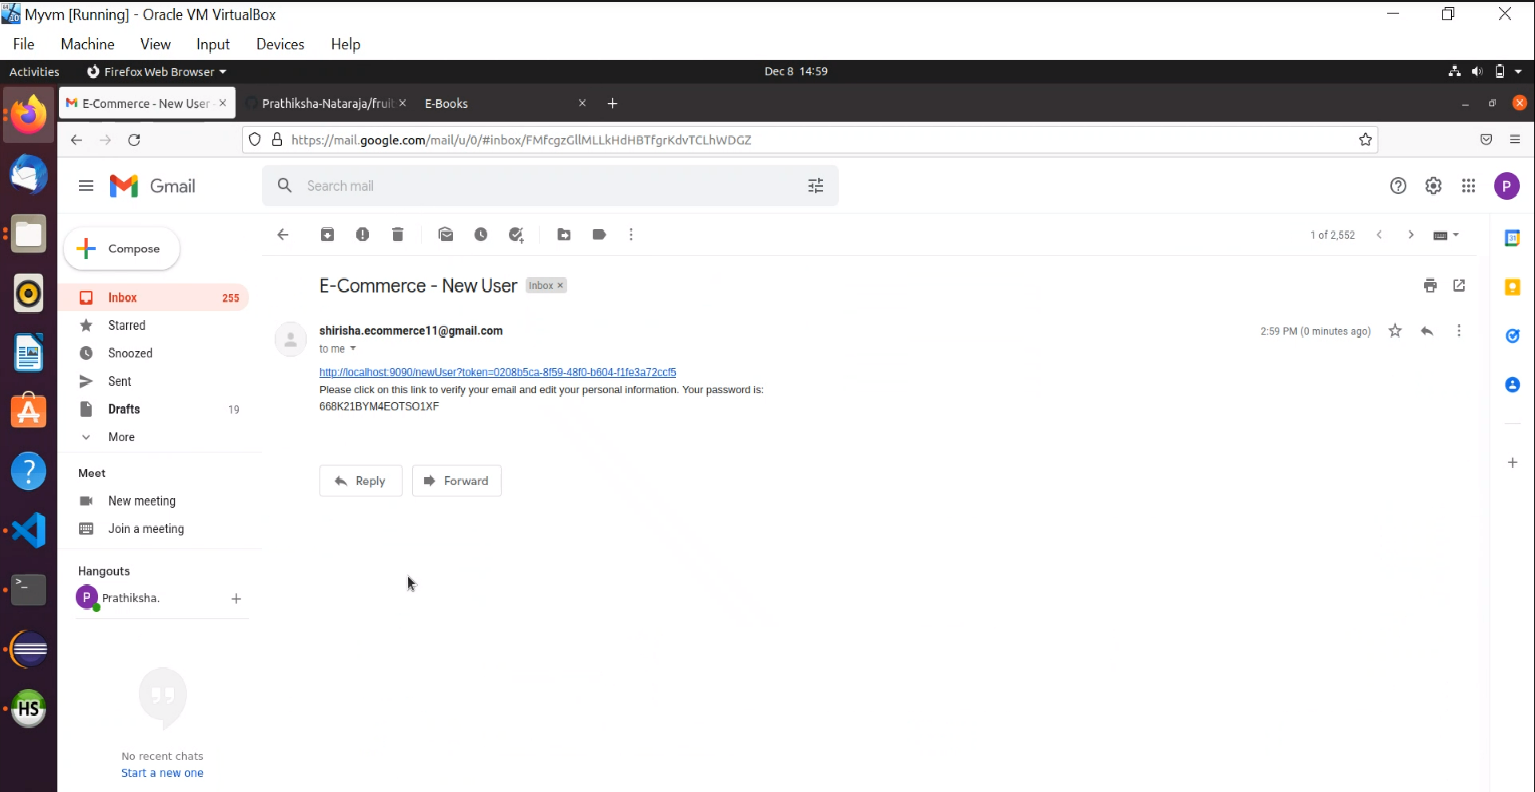 Myvm [Running] - Oracle VM VirtualBox
File Machine View Input Devices Help
Activities Firefox Web Browser Dec 8 14:59
E-Commerce - New User Prathiksha-Nataraja/fruit E-Books
https://mail.google.com/mail/u/0/#inbox/FMfcgzGllMLLkHdHBTfgrKdvTCLhWDGZ
Gmail
Search mail
P
Compose
1 of 2,552
E-Commerce - New User Inbox ×
Inbox 255
Starred
Snoozed
Sent
Drafts 19
More
shirisha.ecommerce11@gmail.com
2:59 PM (0 minutes ago)
to me
http://localhost:9090/newUser?token=0208b5ca-8f59-48f0-b604-f1fe3a72ccf5
Please click on this link to verify your email and edit your personal information. Your password is:
668K21BYM4EOTSO1XF
Reply Forward
Meet
New meeting
Join a meeting
Hangouts
P Prathiksha.
HS
No recent chats
Start a new one